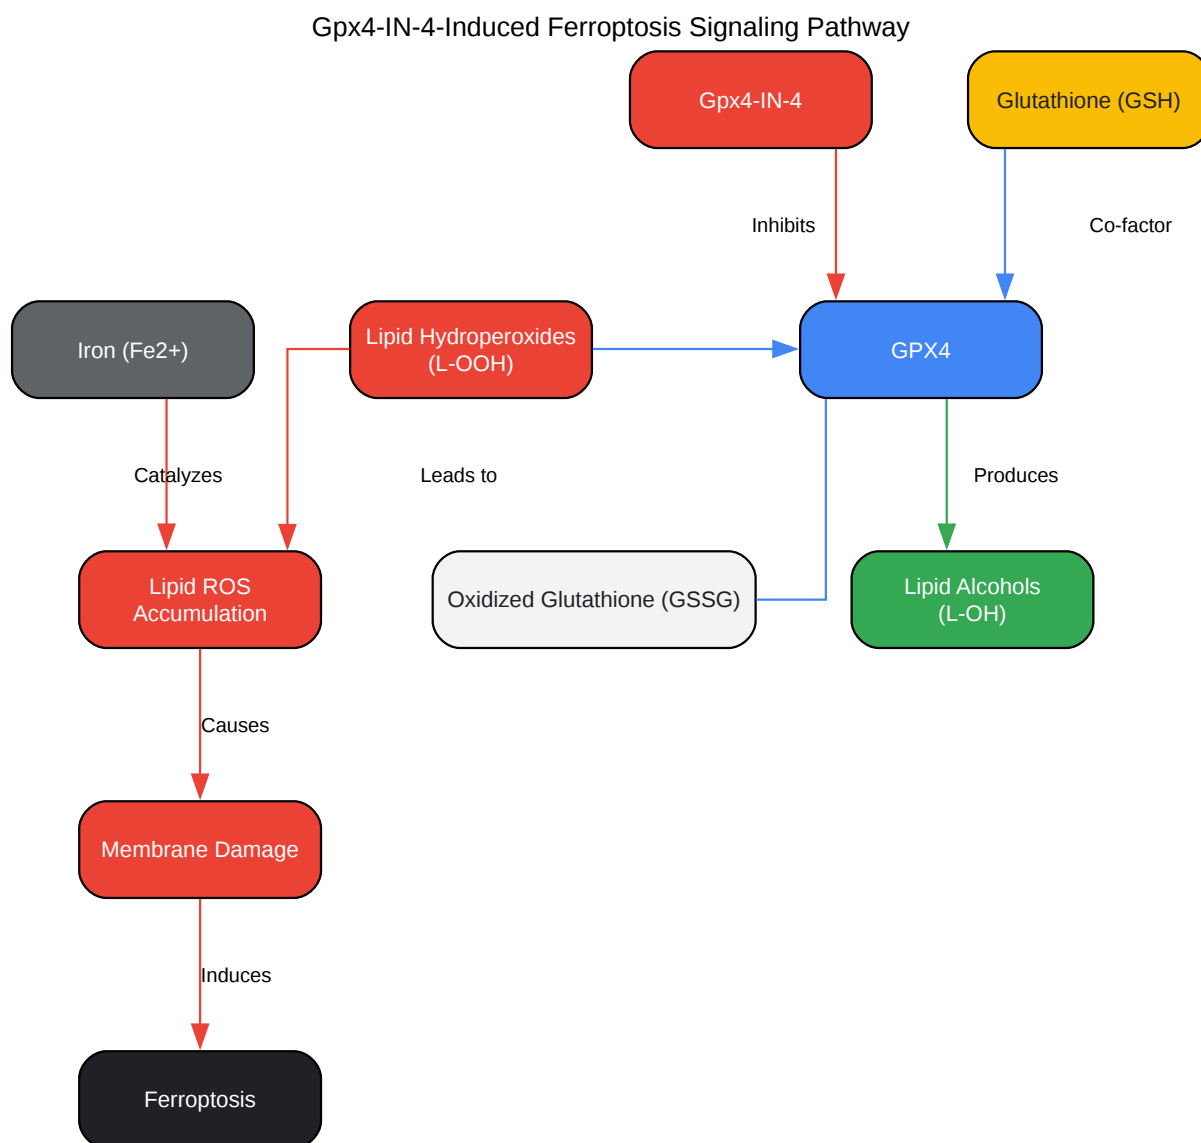 Gpx4-IN-4-Induced Ferroptosis Signaling Pathway
Gpx4-IN-4
Glutathione (GSH)
Inhibits
Co-factor
Iron (Fe2+)
Lipid Hydroperoxides
(L-OOH)
GPX4
Catalyzes
Leads to
Produces
Lipid ROS
Accumulation
Oxidized Glutathione (GSSG)
Lipid Alcohols
(L-OH)
Causes
Membrane Damage
Induces
Ferroptosis